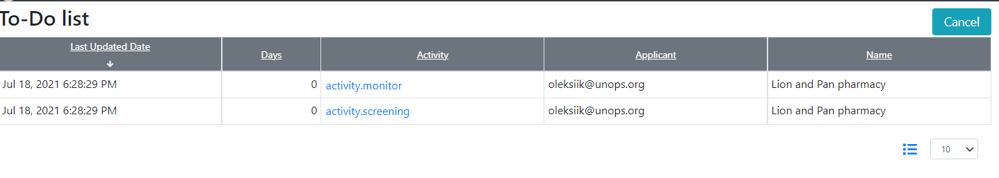 To-Do list
Cancel
Last Updated Date Days Activity Applicant Name
Jul 18, 2021 6:28:29 PM 0 activity.monitor oleksiik@unops.org Lion and Pan pharmacy
Jul 18, 2021 6:28:29 PM 0 activity.screening oleksiik@unops.org Lion and Pan pharmacy
10